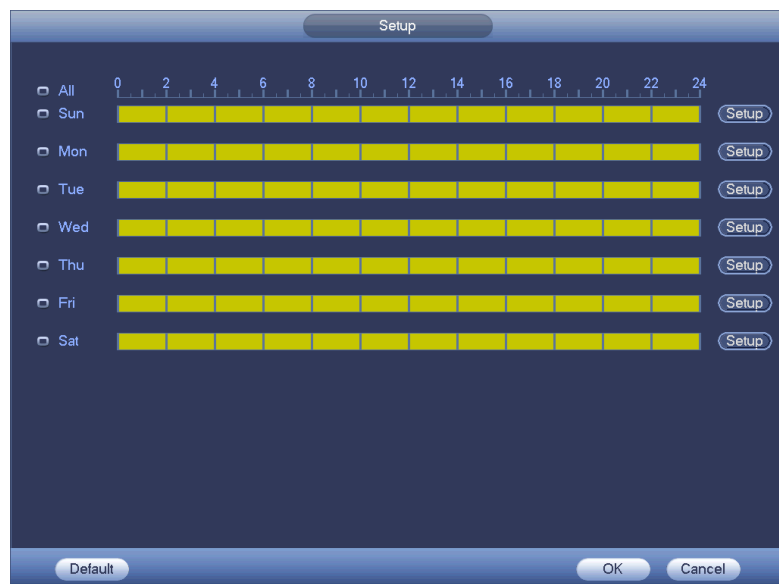 Setup
All 0 2 4 6 8 10 12 14 16 18 20 22 24
Sun Setup
Mon Setup
Tue Setup
Wed Setup
Thu Setup
Fri Setup
Sat Setup
Default OK Cancel